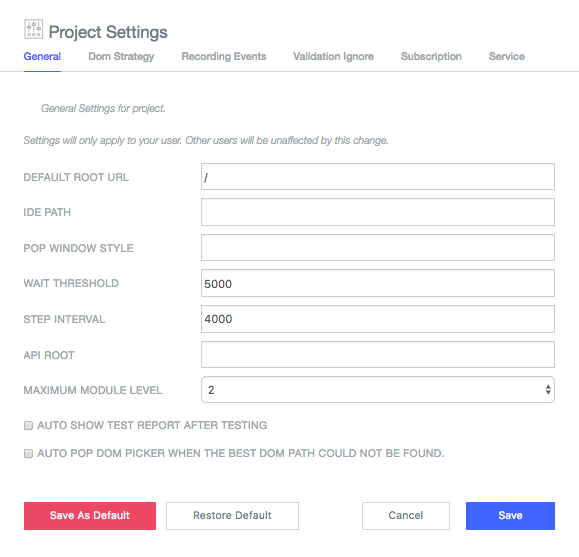 Project Settings
General Dom Strategy Recording Events Validation Ignore Subscription Service
General Settings for project.
Settings will only apply to your user. Other users will be unaffected by this change.
DEFAULT ROOT URL /
IDE PATH
POP WINDOW STYLE
WAIT THRESHOLD 5000
STEP INTERVAL 4000
API ROOT
MAXIMUM MODULE LEVEL 2
AUTO SHOW TEST REPORT AFTER TESTING
AUTO POP DOM PICKER WHEN THE BEST DOM PATH COULD NOT BE FOUND.
Save As Default Restore Default Cancel Save